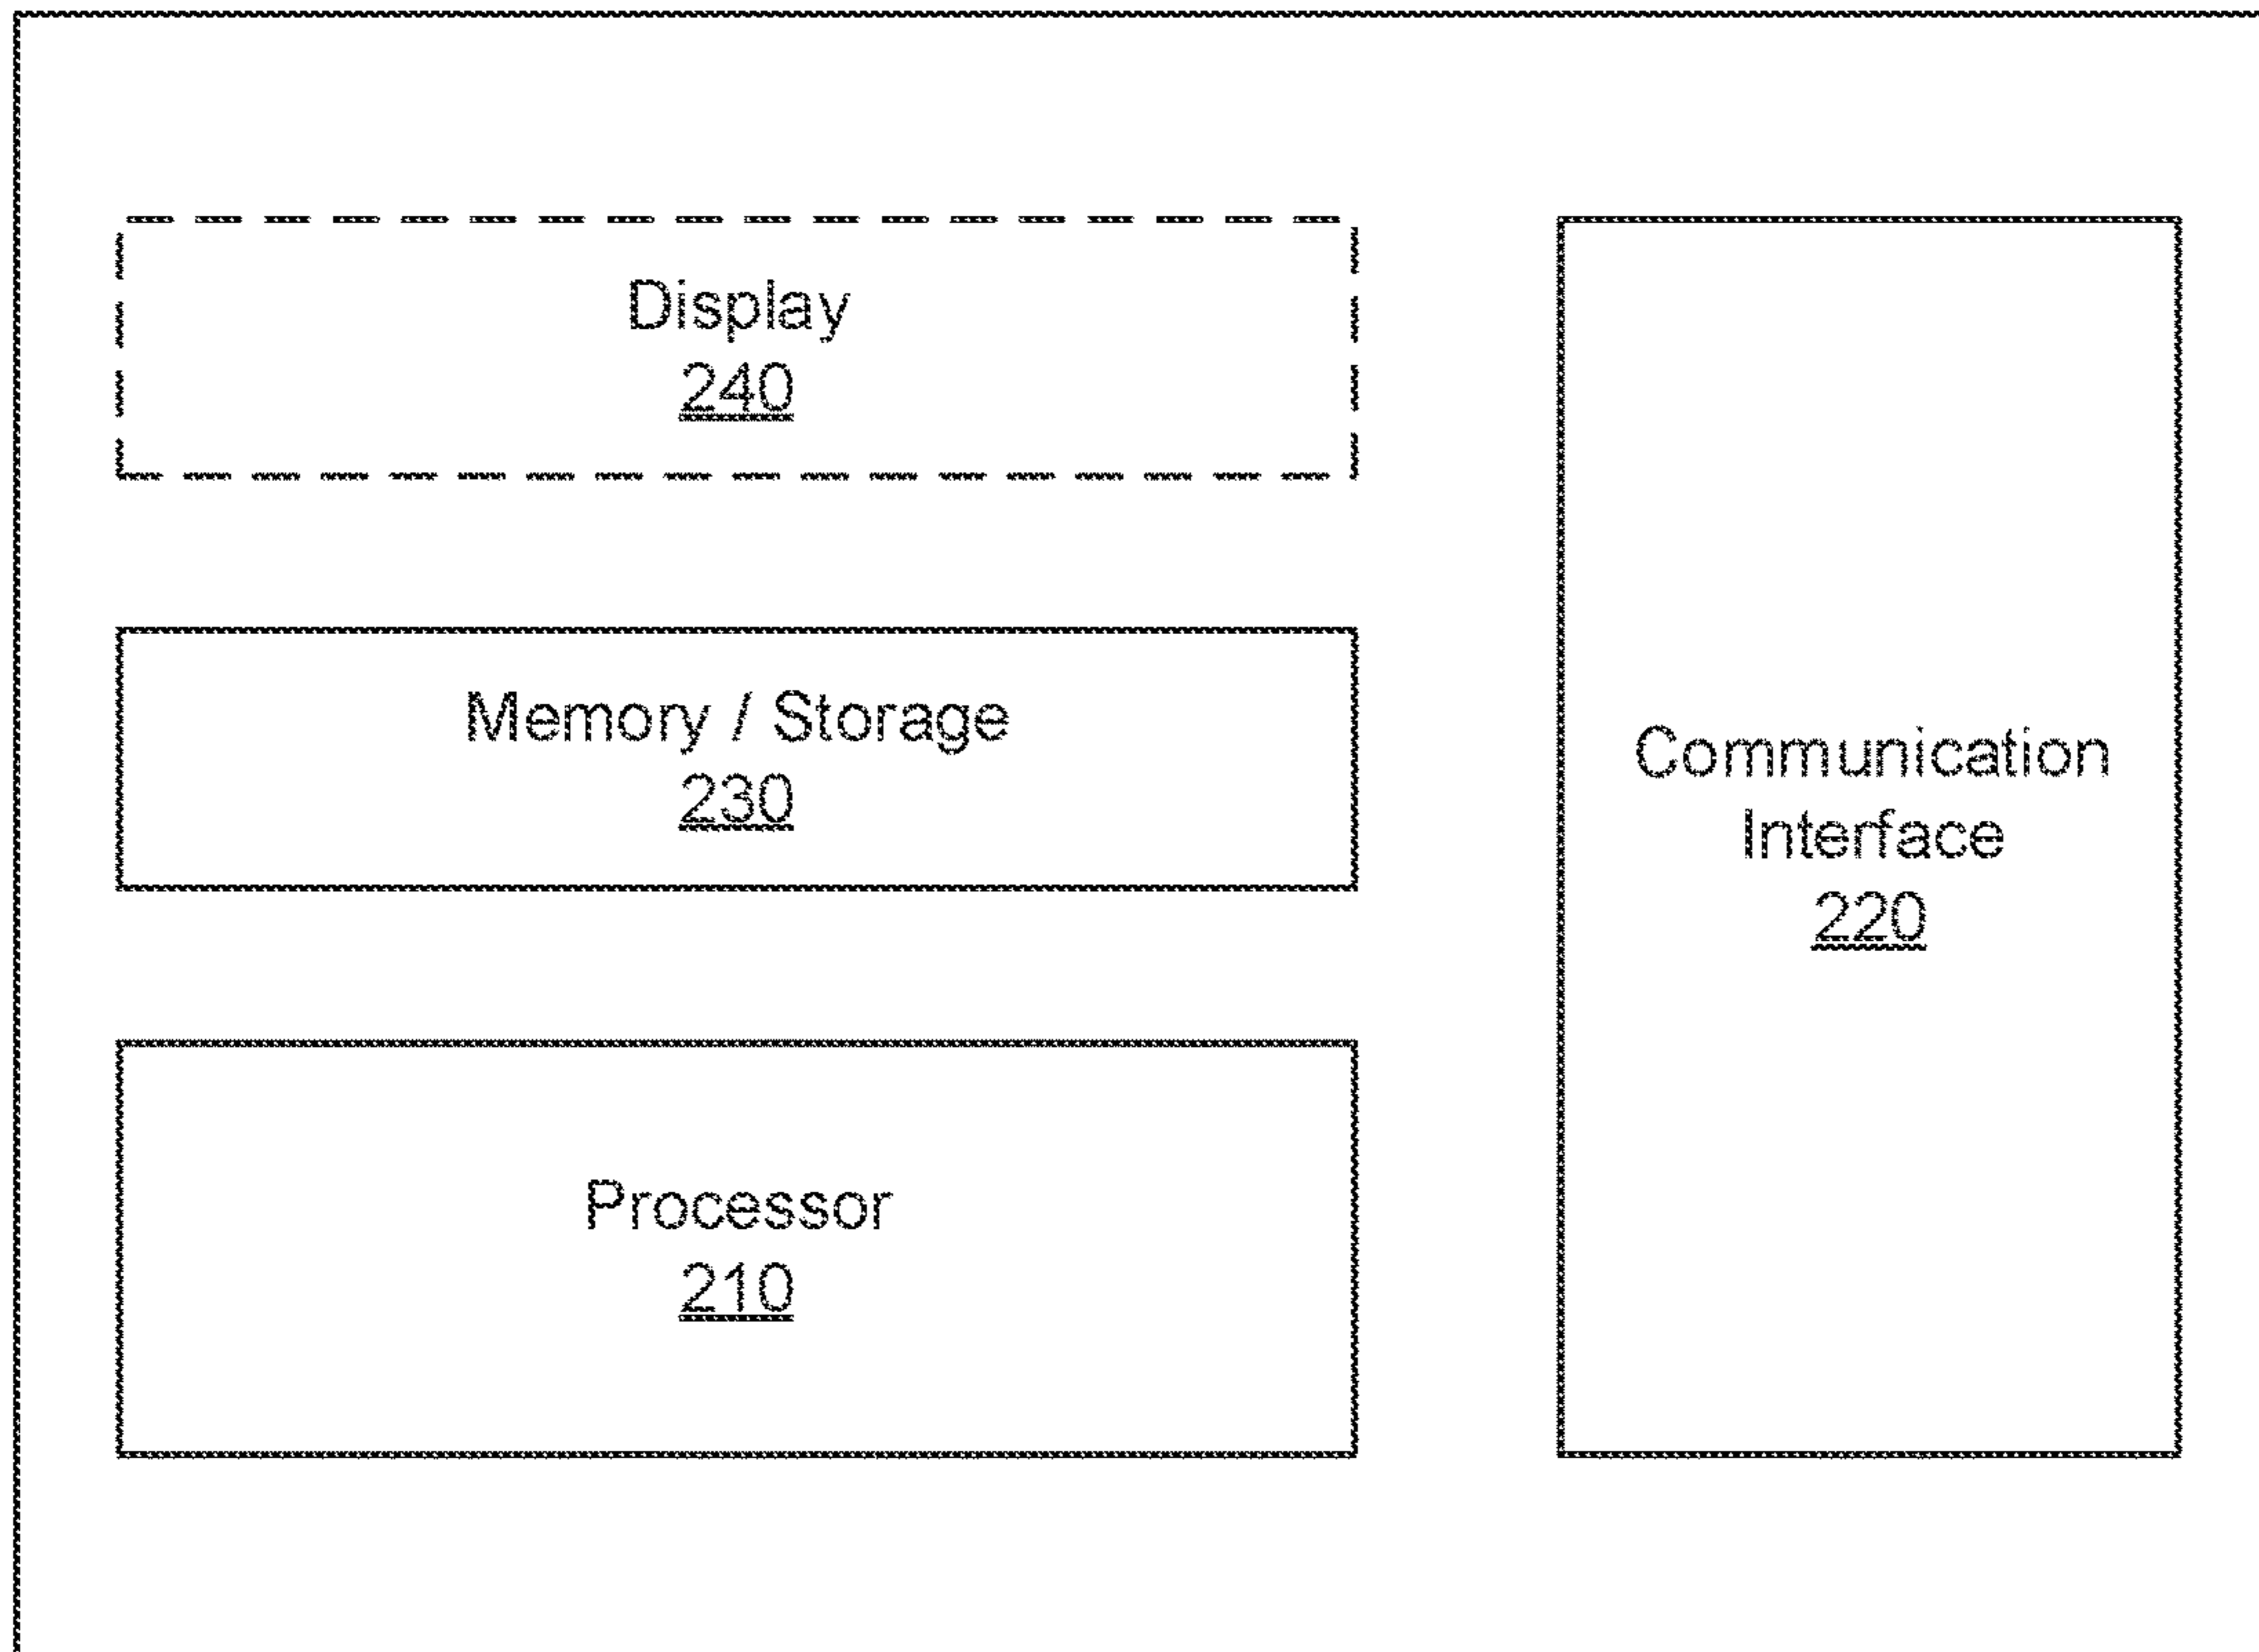 Display
240
Memory / Storage
230
Processor
210
Communication
Interface
220